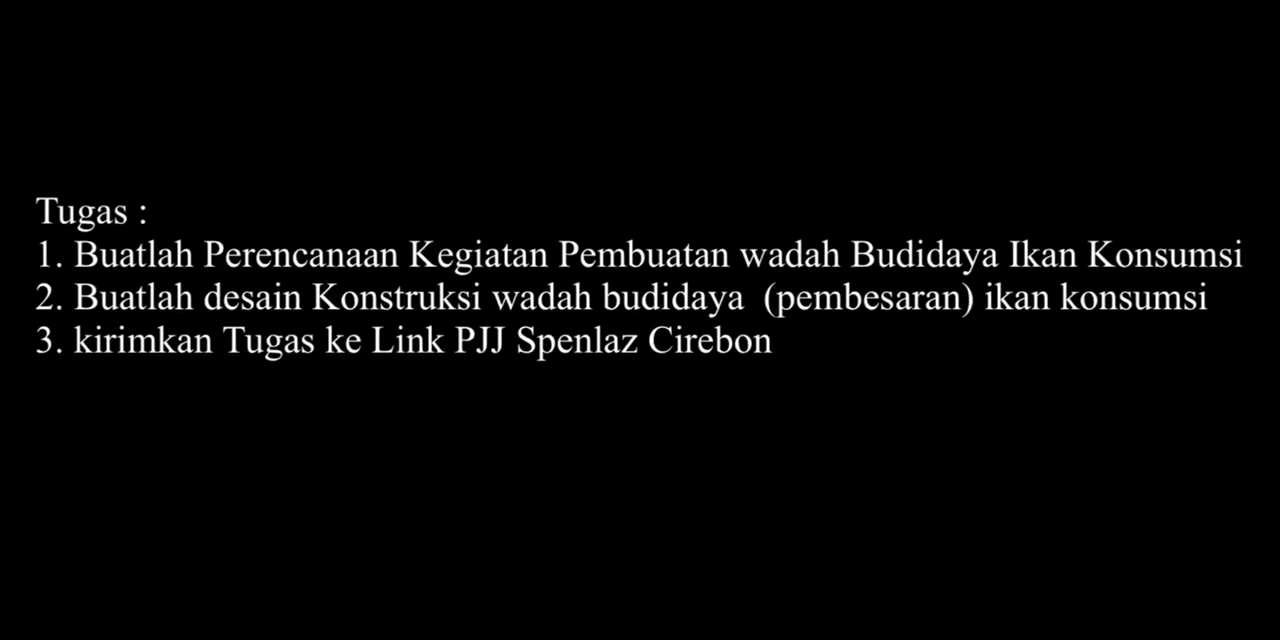 Tugas :
1. Buatlah Perencanaan Kegiatan Pembuatan wadah Budidaya Ikan Konsumsi
2. Buatlah desain Konstruksi wadah budidaya  (pembesaran) ikan konsumsi
3. kirimkan Tugas ke Link PJJ Spenlaz Cirebon